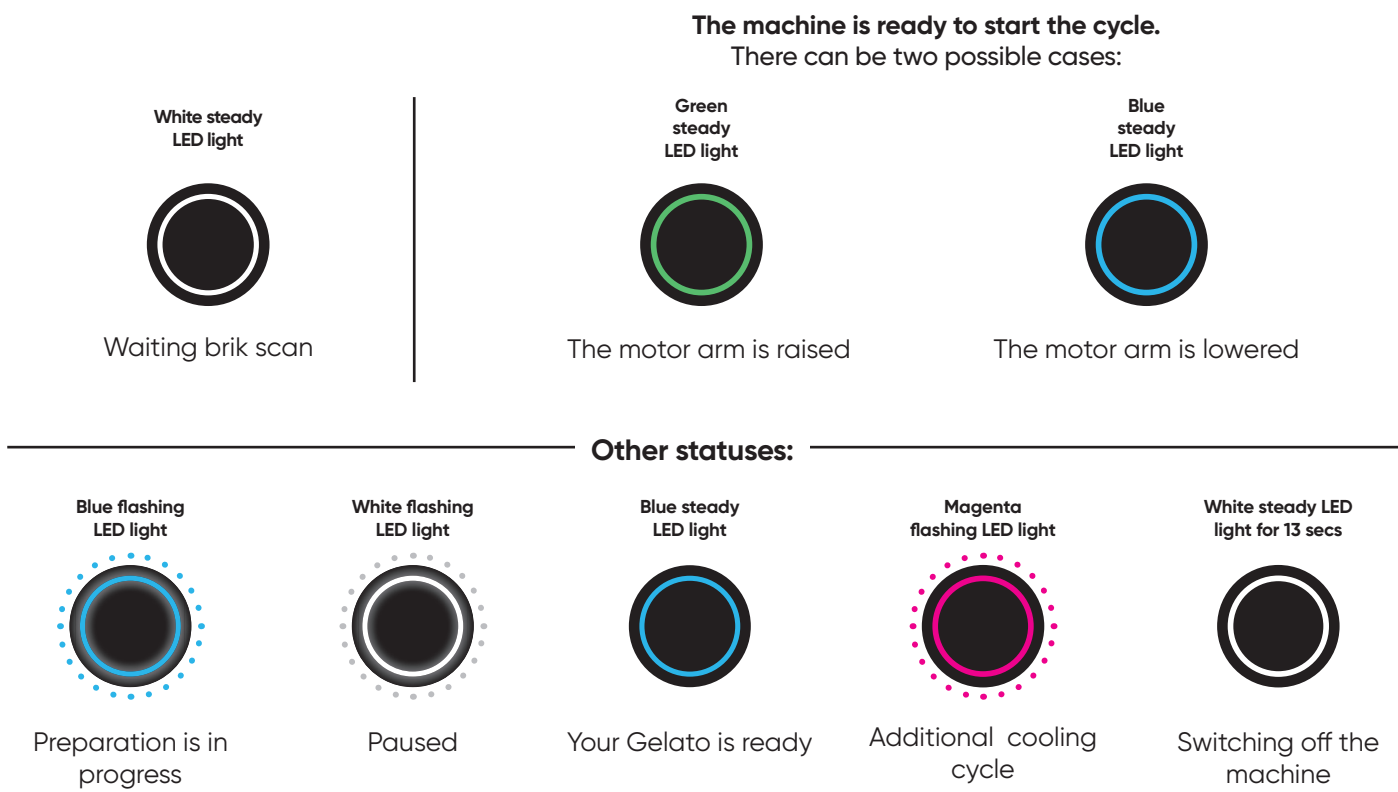 The machine is ready to start the cycle.
There can be two possible cases:
White steady
LED light
Waiting brik scan
Green
steady
LED light
The motor arm is raised
Blue
steady
LED light
The motor arm is lowered
Other statuses:
Blue flashing
LED light
Preparation is in
progress
White flashing
LED light
Paused
Blue steady
LED light
Your Gelato is ready
Magenta
flashing LED light
Additional cooling
cycle
White steady LED
light for 13 secs
Switching off the
machine